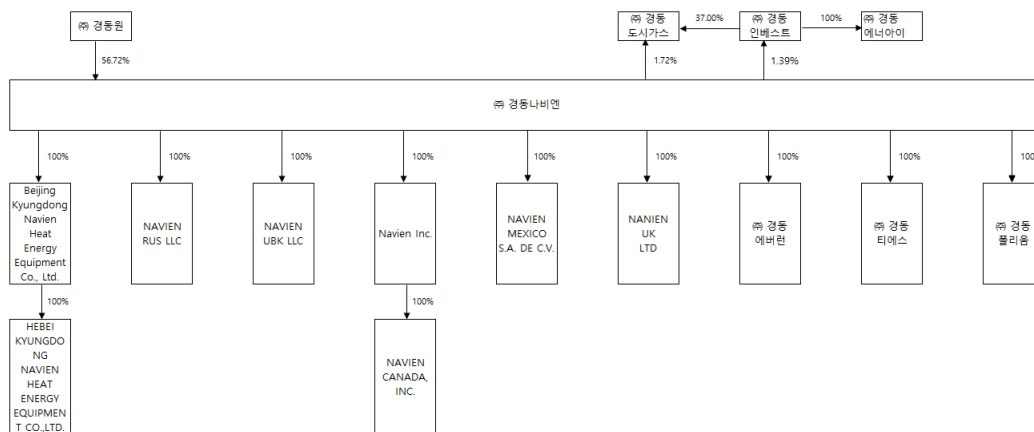 ㈜ 경동원
㈜ 경동
도시가스
37.00%
㈜ 경동
인베스트
100%
㈜ 경동
에너아이
56.72%
1.72%
1.39%
㈜ 경동나비엔
100%
100%
100%
100%
100%
100%
100%
100%
100
Beijing
Kyungdong
Navien
Heat
Energy
Equipment
Co., Ltd.
NAVIEN
RUS LLC
NAVIEN
UBK LLC
Navien Inc.
NAVIEN
MEXICO
S.A. DE C.V.
NANIEN
UK
LTD
㈜ 경동
에버런
㈜ 경동
티에스
㈜ 경동
폴리움
100%
100%
HEBEI
KYUNGDO
NG
NAVIEN
HEAT
ENERGY
EQUIPMEN
T CO.,LTD.
NAVIEN
CANADA,
INC.